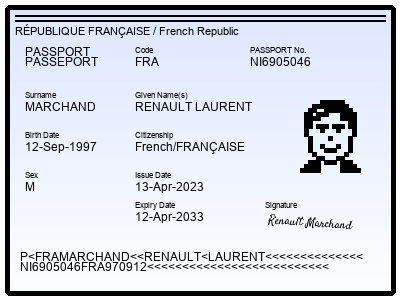 RÉPUBLIQUE FRANÇAISE / French Republic
PASSPORT
PASSEPORT
Code
FRA
PASSPORT No.
NI6905046
Surname
MARCHAND
Given Name(s)
RENAULT LAURENT
Birth Date
12-Sep-1997
Citizenship
French/FRANÇAISE
Sex
M
Issue Date
13-Apr-2023
Expiry Date
12-Apr-2033
Signature
Renault Marchand
P<FRAMARCHAND<<RENAULT<LAURENT<<<<<<<<<<<<<<
NI6905046FRA970912<<<<<<<<<<<<<<<<<<<<<<<<<<